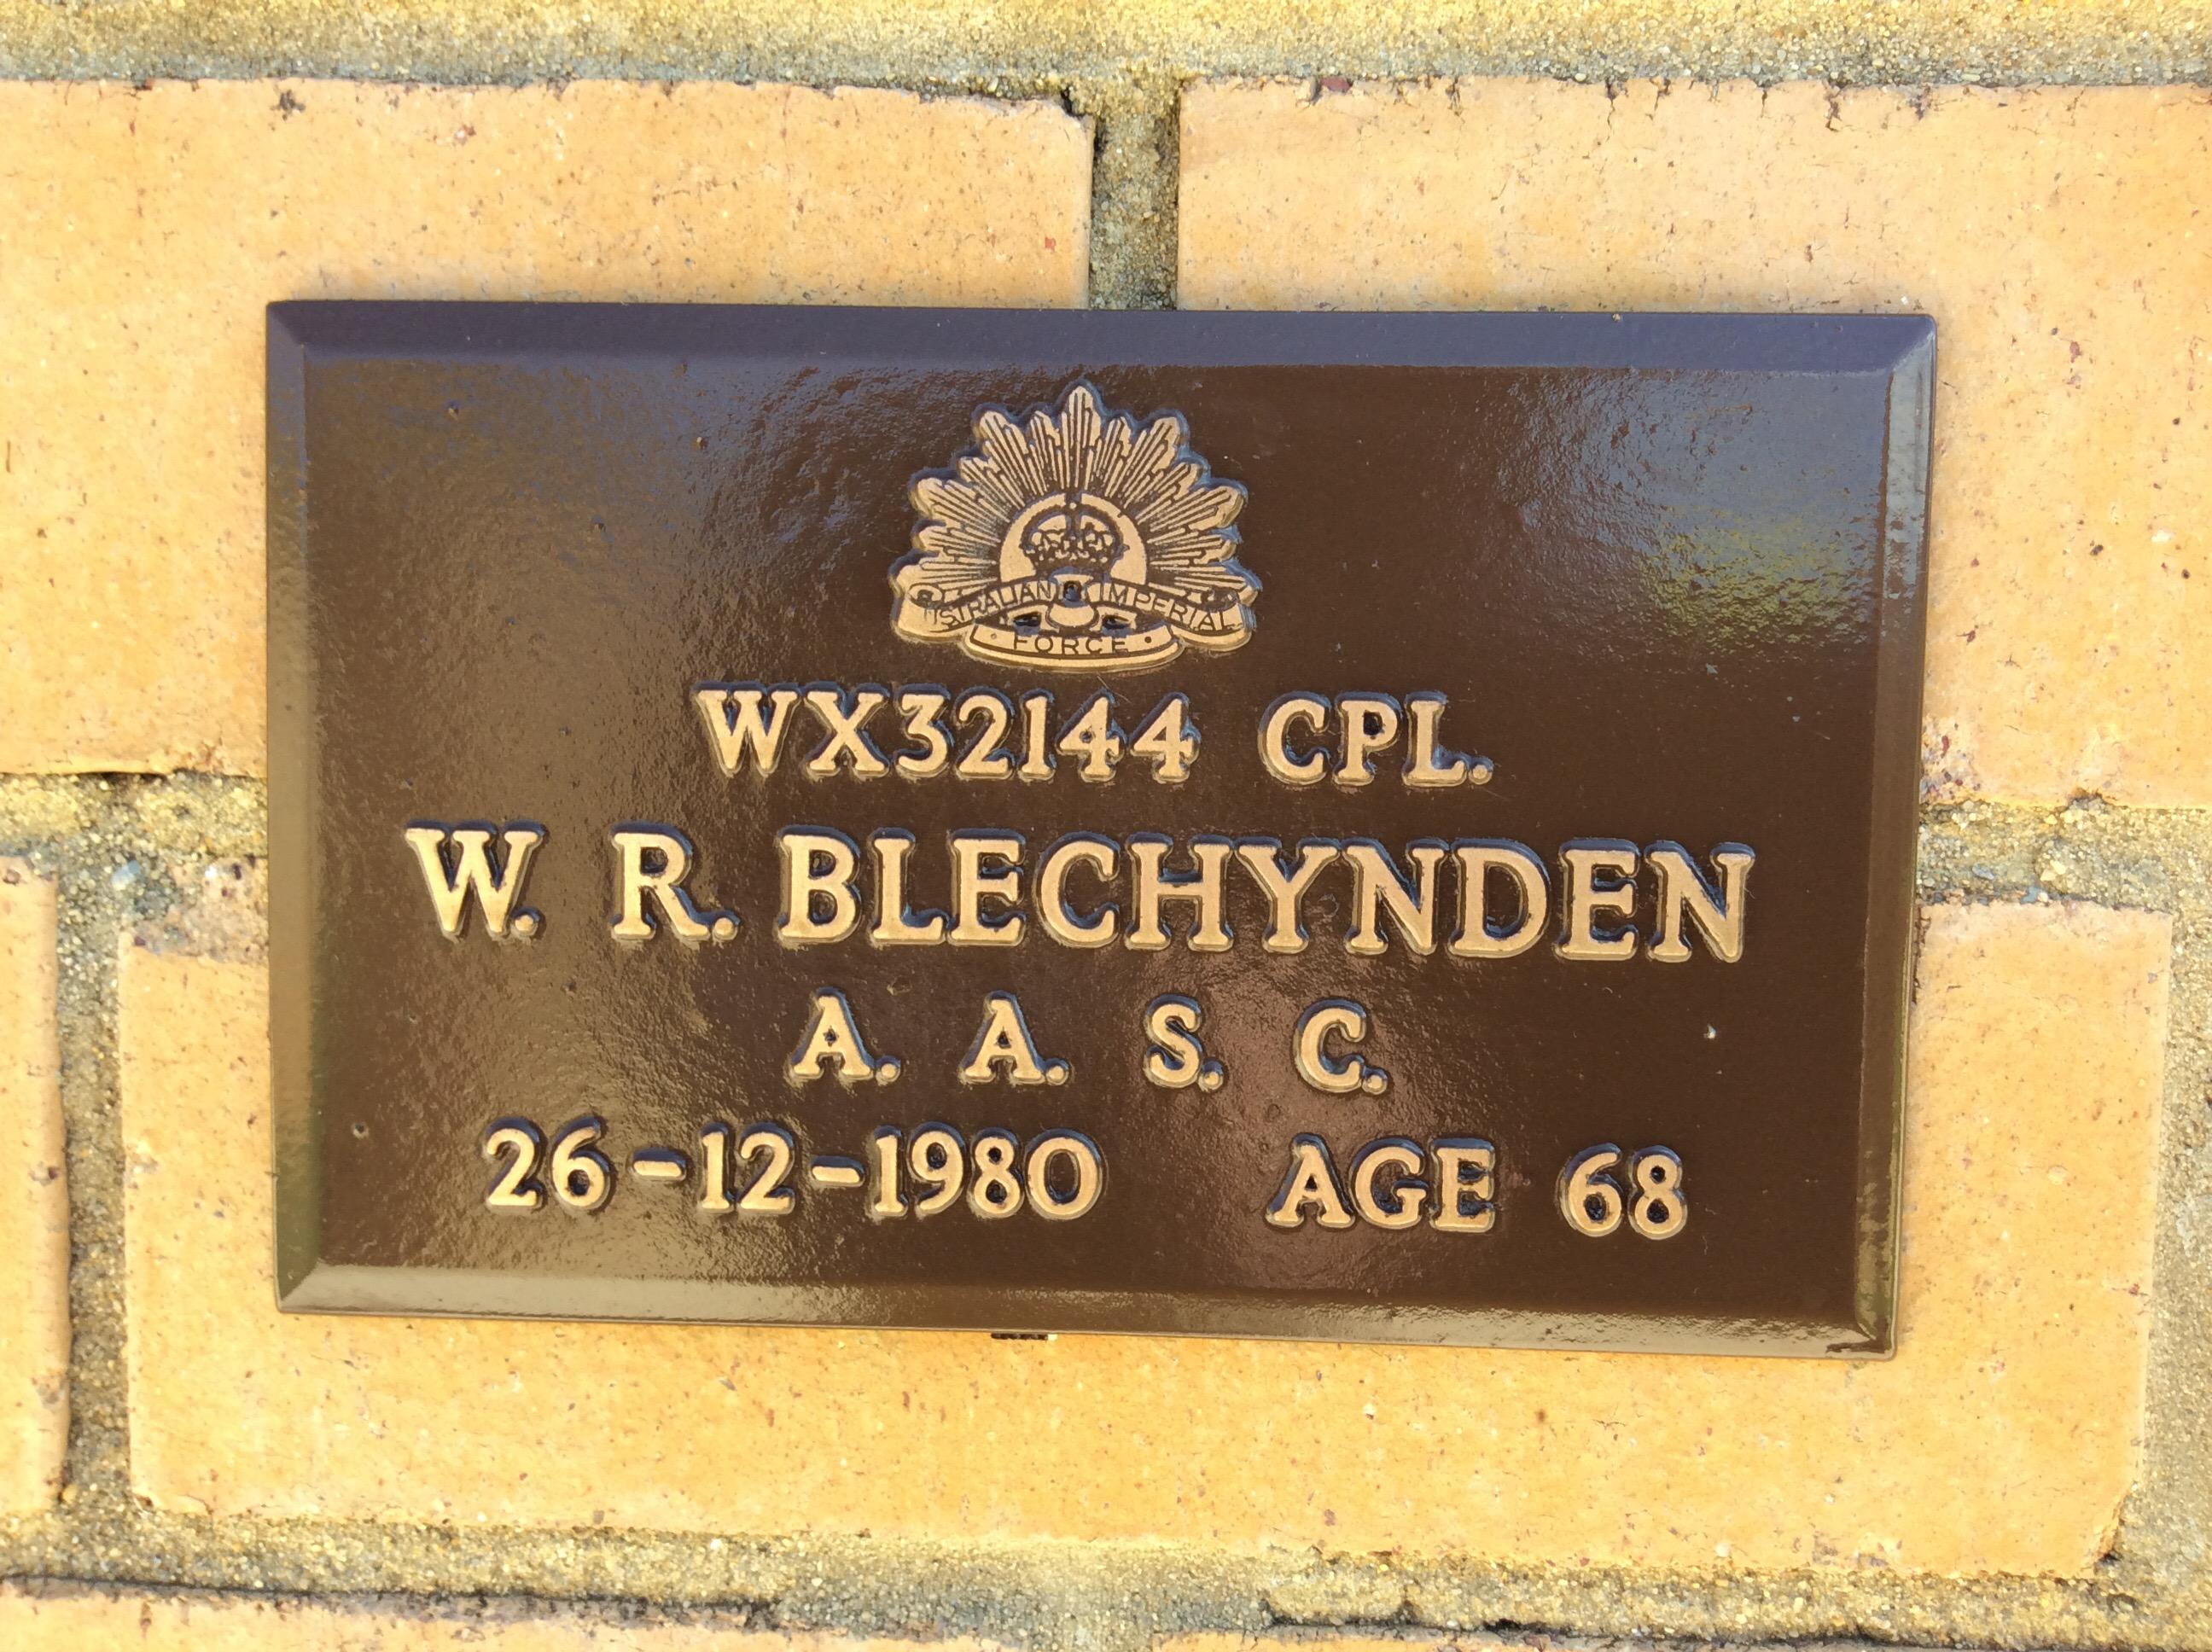 AUSTRALIAN IMPERIAL
FORCE
WX32144 CPL.
W. R. BLECHYNDEN
A. A. S. C.
26-12-1980 AGE 68